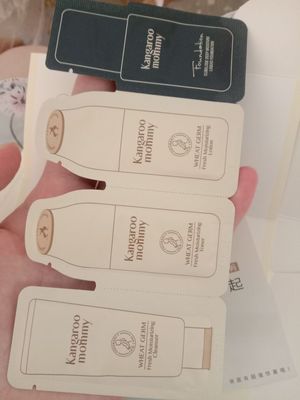 Kangaroo
mommy
Foundation
Kangaroo
mommy
WHEAT GERM
Fresh Moisturizing
Lotion
Kangaroo
mommy
WHEAT GERM
Fresh Moisturizing
Toner
Kangaroo
mommy
WHEAT GERM
Fresh Moisturizing
Cleanser
起